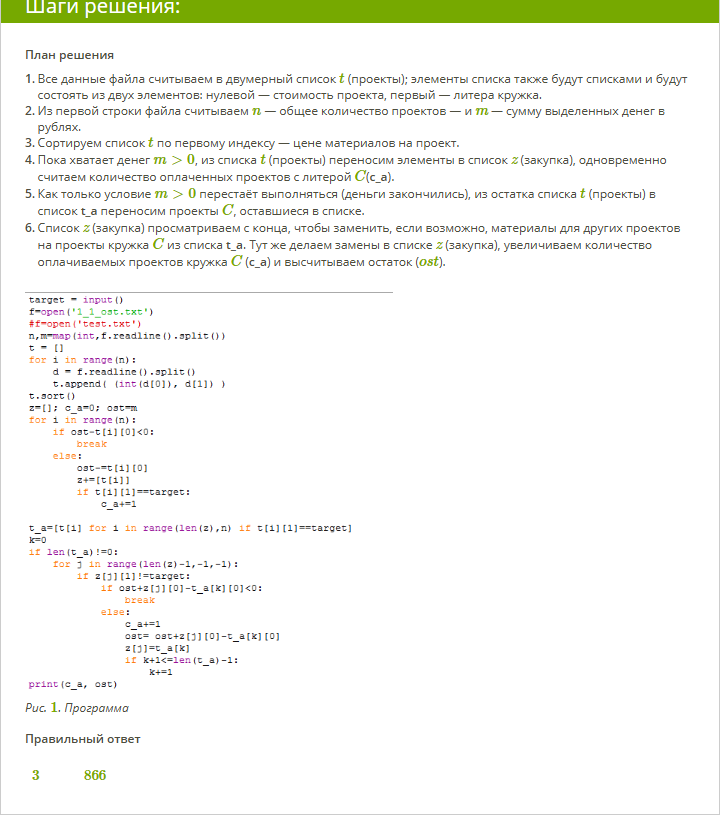 Шаги решения:
План решения
1. Все данные файла считываем в двумерный список t (проекты); элементы списка также будут списками и будут
состоять из двух элементов: нулевой — стоимость проекта, первый — литера кружка.
2. Из первой строки файла считываем n — общее количество проектов — и m — сумму выделенных денег в
рублях.
3. Сортируем список t по первому индексу — цене материалов на проект.
4. Пока хватает денег m > 0, из списка t (проекты) переносим элементы в список z (закупка), одновременно
считаем количество оплаченных проектов с литерой C(c_a).
5. Как только условие m > 0 перестаёт выполняться (деньги закончились), из остатка списка t (проекты) в
список t_a переносим проекты C, оставшиеся в списке.
6. Список z (закупка) просматриваем с конца, чтобы заменить, если возможно, материалы для других проектов
на проекты кружка C из списка t_a. Тут же делаем замены в списке z (закупка), увеличиваем количество
оплачиваемых проектов кружка C (c_a) и высчитываем остаток (ost).
target = input()
f=open('1_1_ost.txt')
#f=open('test.txt')
n,m=map(int,f.readline().split())
t = []
for i in range(n):
    d = f.readline().split()
    t.append( (int(d[0]), d[1]) )
t.sort()
z=[]; c_a=0; ost=m
for i in range(n):
    if ost-t[i][0]<0:
        break
    else:
        ost-=t[i][0]
        z+=[t[i]]
        if t[i][1]==target:
            c_a+=1
t_a=[t[i] for i in range(len(z),n) if t[i][1]==target]
k=0
if len(t_a)!=0:
    for j in range(len(z)-1,-1,-1):
        if z[j][1]!=target:
            if ost+z[j][0]-t_a[k][0]<0:
                break
            else:
                c_a+=1
                ost= ost+z[j][0]-t_a[k][0]
                z[j]=t_a[k]
                if k+1<=len(t_a)-1:
                    k+=1
print(c_a, ost)
Рис. 1. Программа
Правильный ответ
3 866